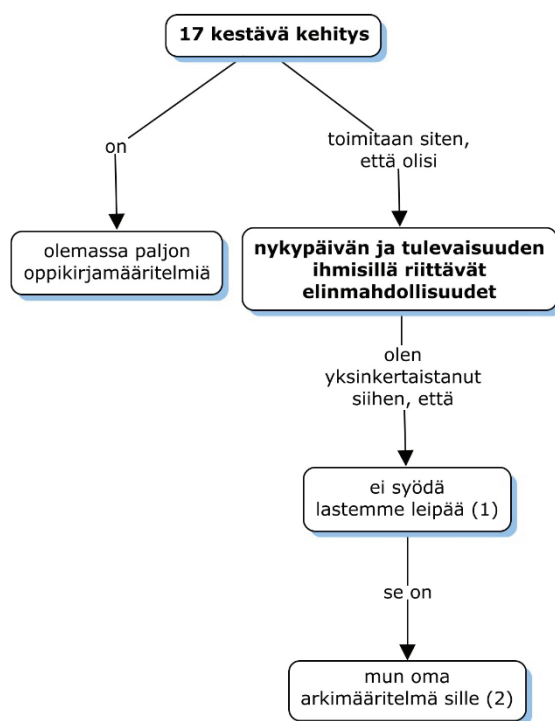 17 kestävä kehitys
on
toimitaan siten,
että olisi
olemassa paljon
oppikirjamääritelmiä
nykypäivän ja tulevaisuuden
ihmisillä riittävät
elinmahdollisuudet
olen
yksinkertaistanut
siihen, että
ei syödä
lastemme leipää (1)
se on
mun oma
arkimääritelmä sille (2)